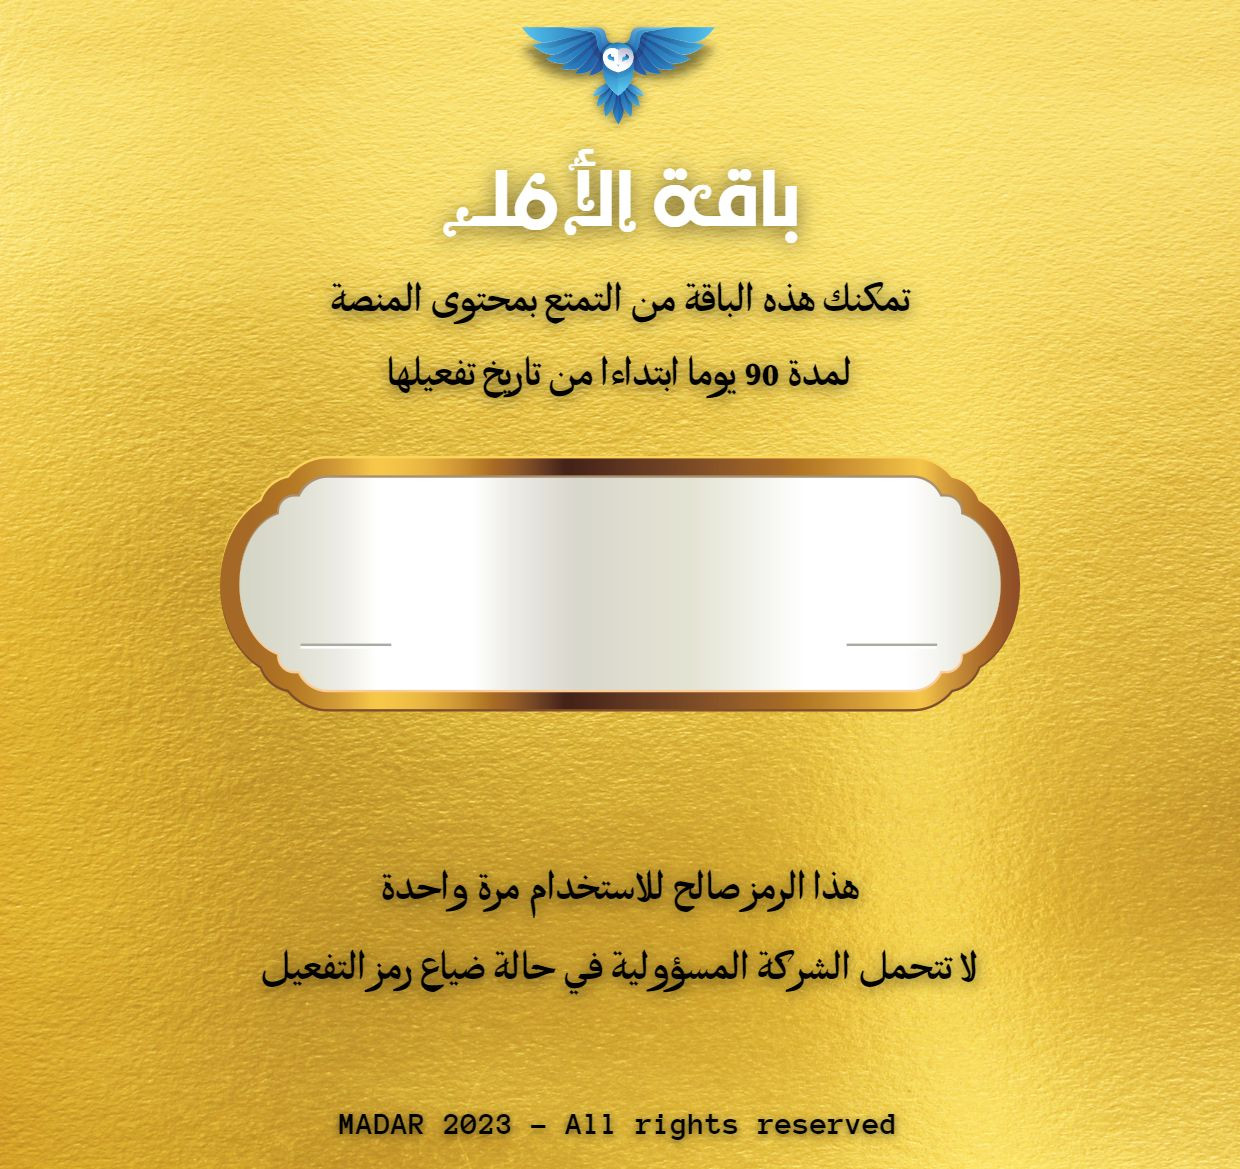 باقة الأمل
تمكنك هذه الباقة من التمتع بمحتوى المنصة
لمدة 90 يوما ابتداءا من تاريخ تفعيلها
هذا الرمز صالح للاستخدام مرة واحدة
لا تتحمل الشركة المسؤولية في حالة ضياع رمز التفعيل
MADAR 2023 – All rights reserved